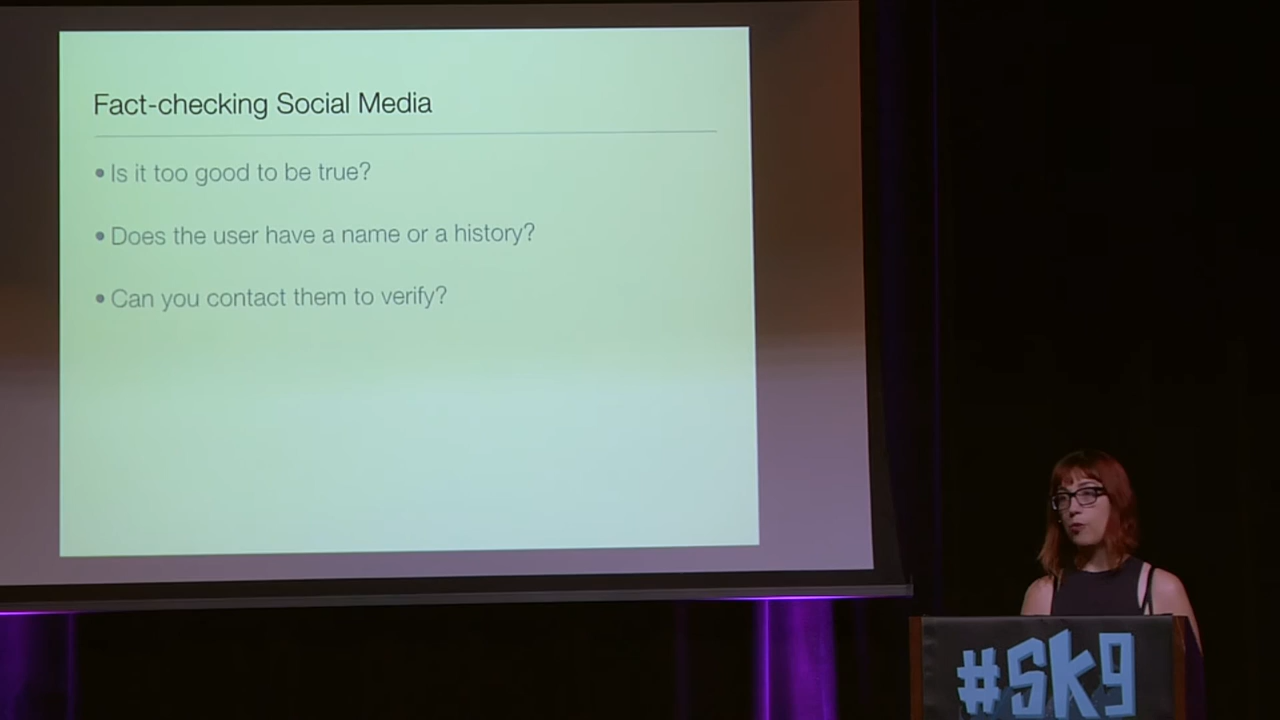 Fact-checking Social Media
• Is it too good to be true?
• Does the user have a name or a history?
• Can you contact them to verify?
#sk9